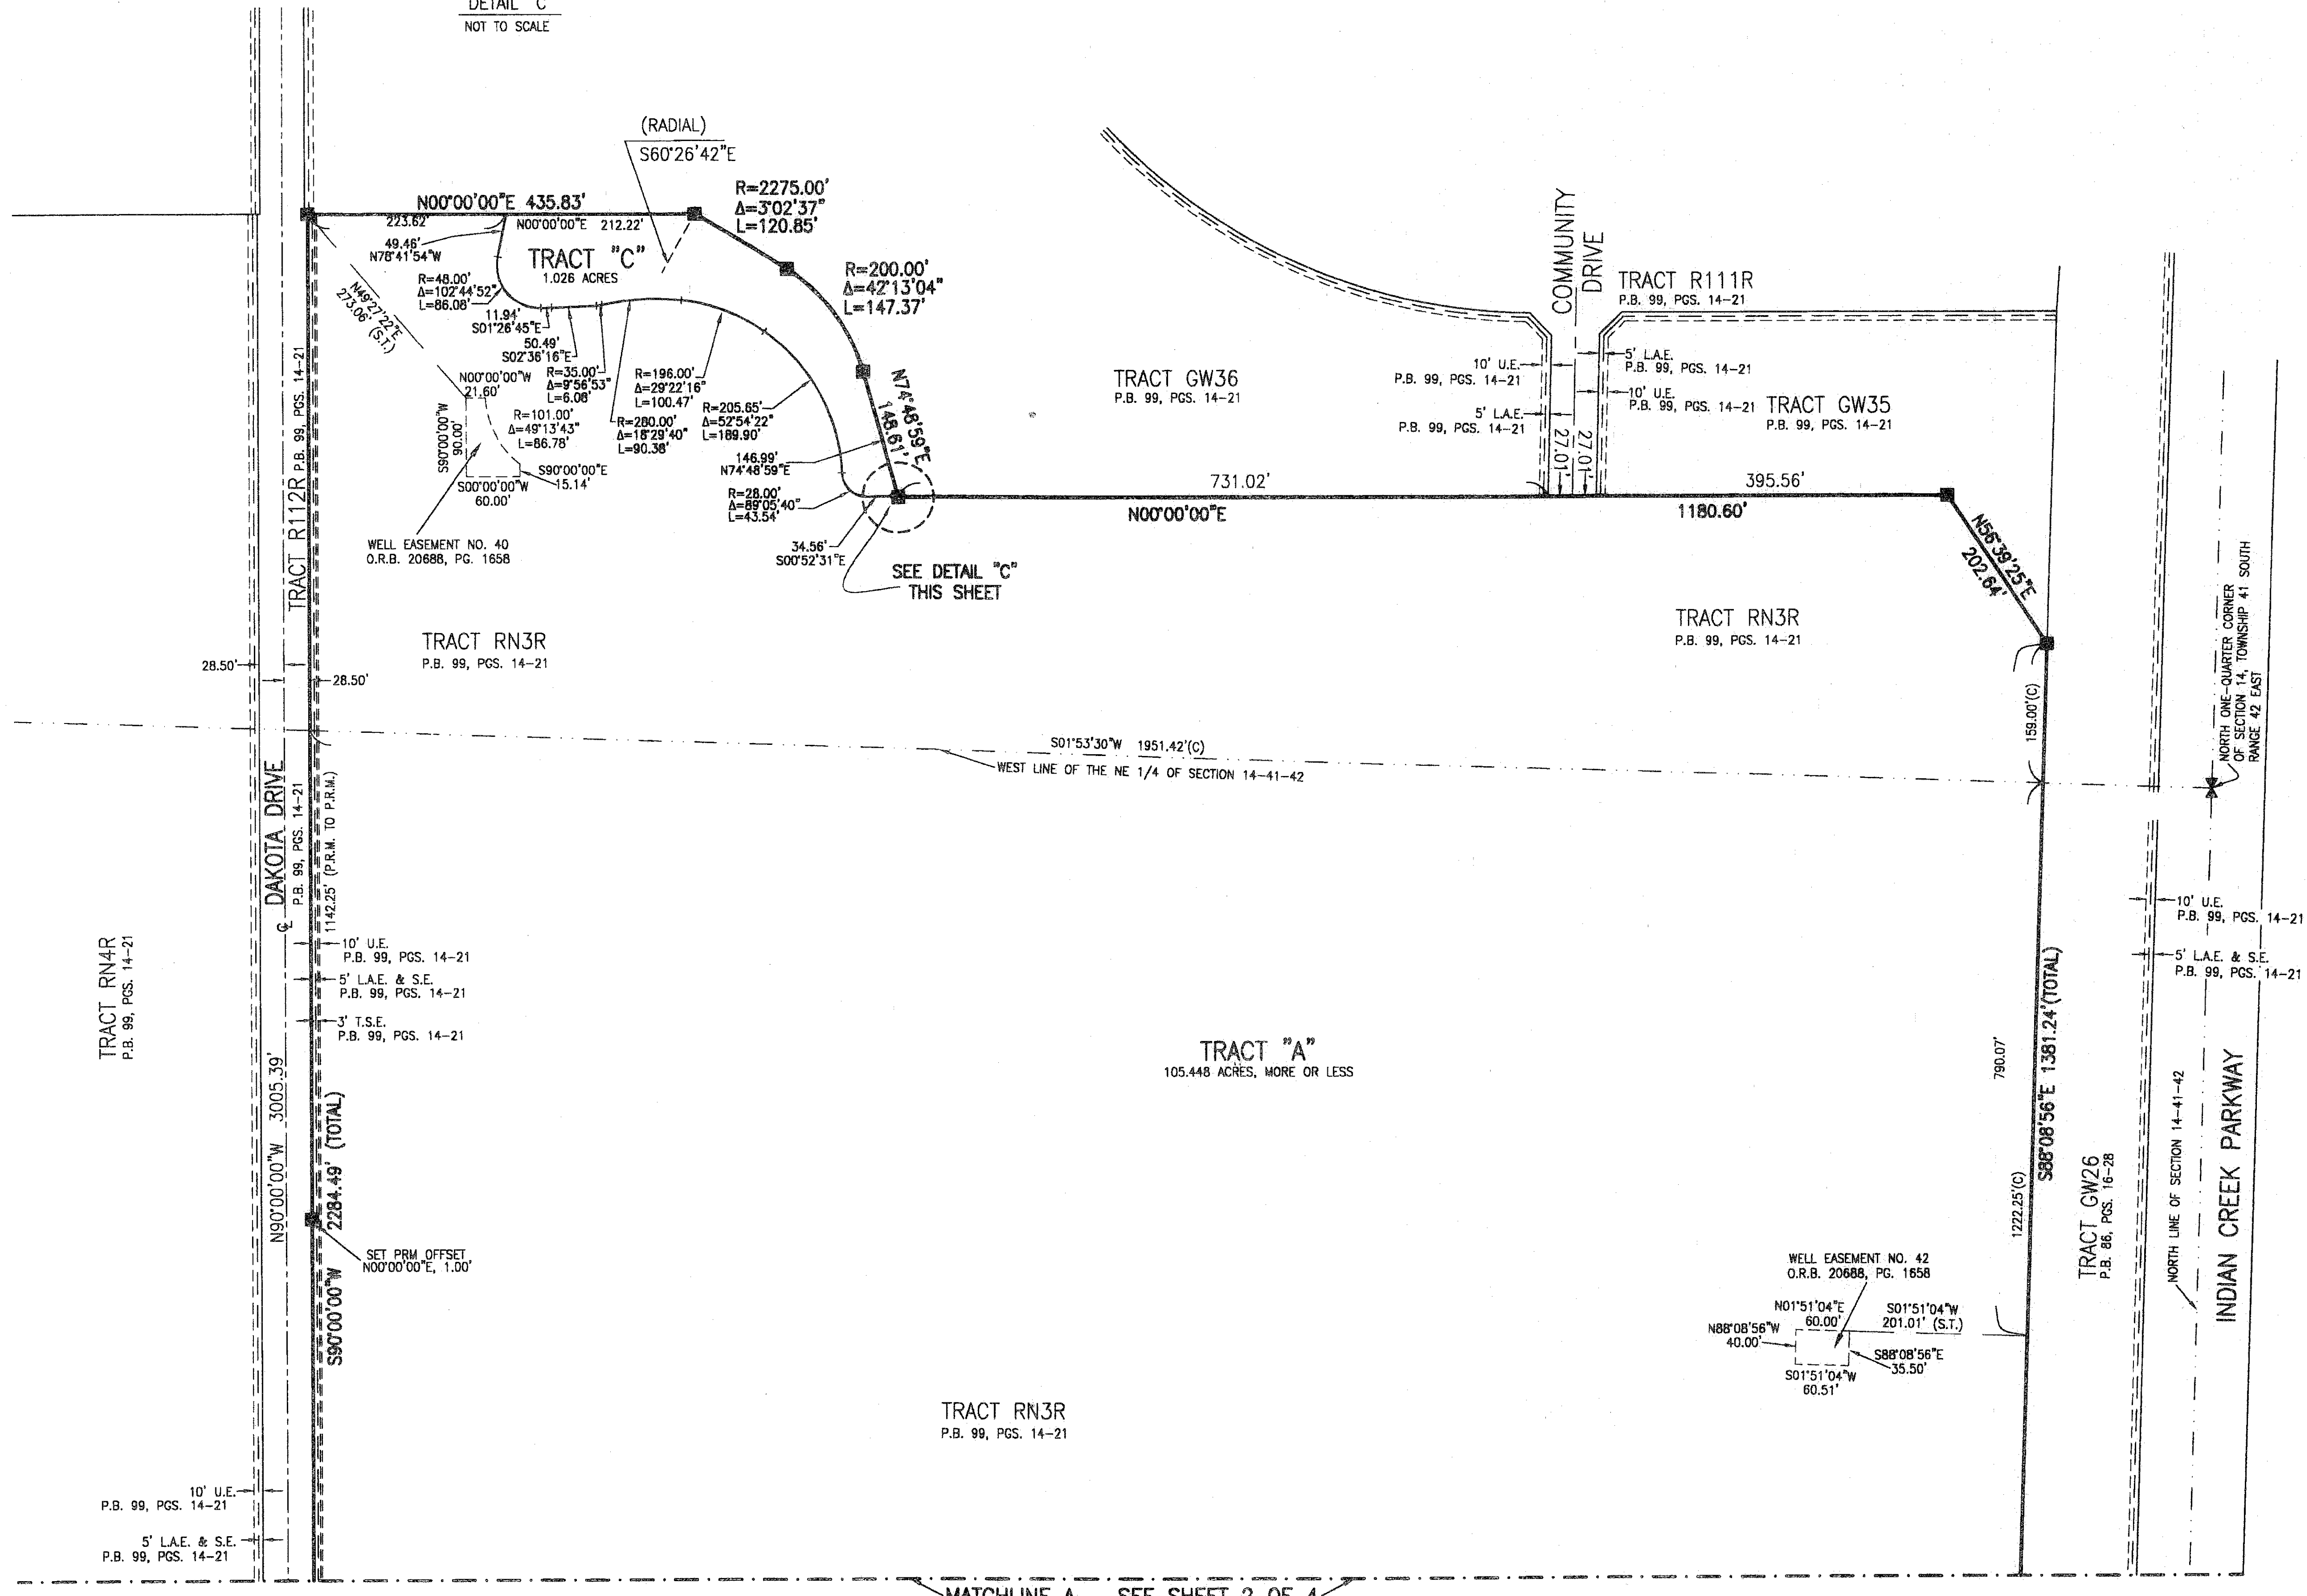 DETAIL "C"
NOT TO SCALE
(RADIAL)
S60°26'42"E
R=2275.00'
Δ=3°02'37"
L=120.85'
N00°00'00"E 435.83'
223.62'
N00°00'00"E 212.22'
49.46'
N78°41'54"W
TRACT "C"
1.026 ACRES
R=200.00'
Δ=42°13'04"
L=147.37'
R=48.00'
Δ=102°44'52"
L=86.08'
N49°27'22"E
273.06' (S.T.)
11.94'
S01°26'45"E
50.49'
S02°36'16"E
R=35.00'
Δ=9°56'53"
L=6.08'
R=196.00'
Δ=29°22'16"
L=100.47'
R=280.00'
Δ=18°29'40"
L=90.38'
R=205.65'
Δ=52°54'22"
L=189.90'
N74°48'59"E
148.61'
146.99'
N74°48'59"E
R=28.00'
Δ=89°05'40"
L=43.54'
34.56'
S00°52'31"E
SEE DETAIL "C"
THIS SHEET
N00°00'00"W
21.60'
R=101.00'
Δ=49°13'43"
L=86.78'
S90°00'00"W
90.00'
S90°00'00"E
15.14'
S00°00'00"W
60.00'
WELL EASEMENT NO. 40
O.R.B. 20688, PG. 1658
TRACT R112R P.B. 99, PGS. 14-21
COMMUNITY
DRIVE
TRACT R111R
P.B. 99, PGS. 14-21
TRACT GW36
P.B. 99, PGS. 14-21
10' U.E.
P.B. 99, PGS. 14-21
5' L.A.E.
P.B. 99, PGS. 14-21
5' L.A.E.
P.B. 99, PGS. 14-21
10' U.E.
P.B. 99, PGS. 14-21
TRACT GW35
P.B. 99, PGS. 14-21
27.01'
27.01'
731.02'
395.56'
N00°00'00"E
1180.60'
N56°39'25"E
202.64'
TRACT RN3R
P.B. 99, PGS. 14-21
TRACT RN3R
P.B. 99, PGS. 14-21
28.50'
28.50'
159.00'(C)
NORTH ONE-QUARTER CORNER
OF SECTION 14, TOWNSHIP 41 SOUTH
RANGE 42 EAST
S01°53'30"W 1951.42'(C)
WEST LINE OF THE NE 1/4 OF SECTION 14-41-42
DAKOTA DRIVE
P.B. 99, PGS. 14-21
1142.25' (P.R.M. TO P.R.M.)
10' U.E.
P.B. 99, PGS. 14-21
5' L.A.E. & S.E.
P.B. 99, PGS. 14-21
3' T.S.E.
P.B. 99, PGS. 14-21
TRACT RN4R
P.B. 99, PGS. 14-21
N90°00'00"W 3005.39'
S90°00'00"W 2284.49' (TOTAL)
SET PRM OFFSET
N00°00'00"E, 1.00'
TRACT "A"
105.448 ACRES, MORE OR LESS
10' U.E.
P.B. 99, PGS. 14-21
5' L.A.E. & S.E.
P.B. 99, PGS. 14-21
790.07'
S88°08'56"E 1381.24'(TOTAL)
1222.25'(C)
TRACT GW26
P.B. 86, PGS. 16-28
NORTH LINE OF SECTION 14-41-42
INDIAN CREEK PARKWAY
WELL EASEMENT NO. 42
O.R.B. 20688, PG. 1658
N01°51'04"E
60.00'
S01°51'04"W
201.01' (S.T.)
N88°08'56"W
40.00'
S88°08'56"E
35.50'
S01°51'04"W
60.51'
TRACT RN3R
P.B. 99, PGS. 14-21
10' U.E.
P.B. 99, PGS. 14-21
5' L.A.E. & S.E.
P.B. 99, PGS. 14-21
MATCHLINE A - SEE SHEET 2 OF 4